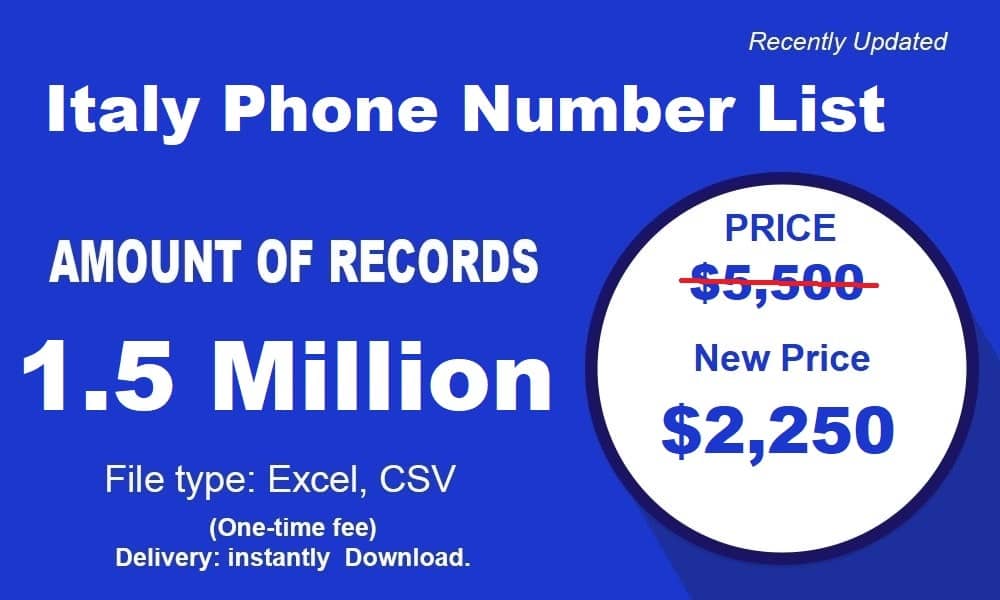 Recently Updated
Italy Phone Number List
AMOUNT OF RECORDS
1.5 Million
File type: Excel, CSV
(One-time fee)
Delivery: instantly Download.
PRICE
$5,500
New Price
$2,250